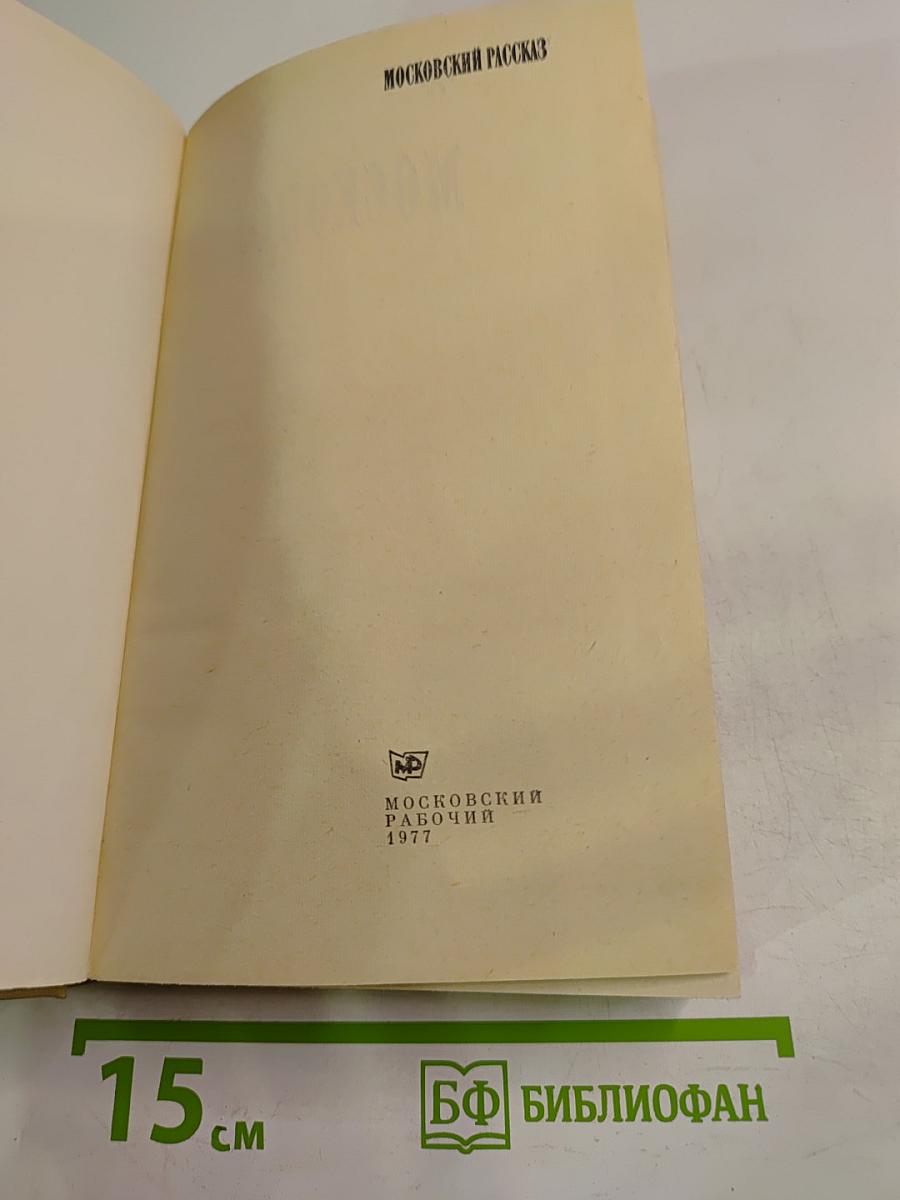 МОСКОВСКИЙ РАССКАЗ
МР
МОСКОВСКИЙ
РАБОЧИЙ
1977
15 см
БФ БИБЛИОФАН